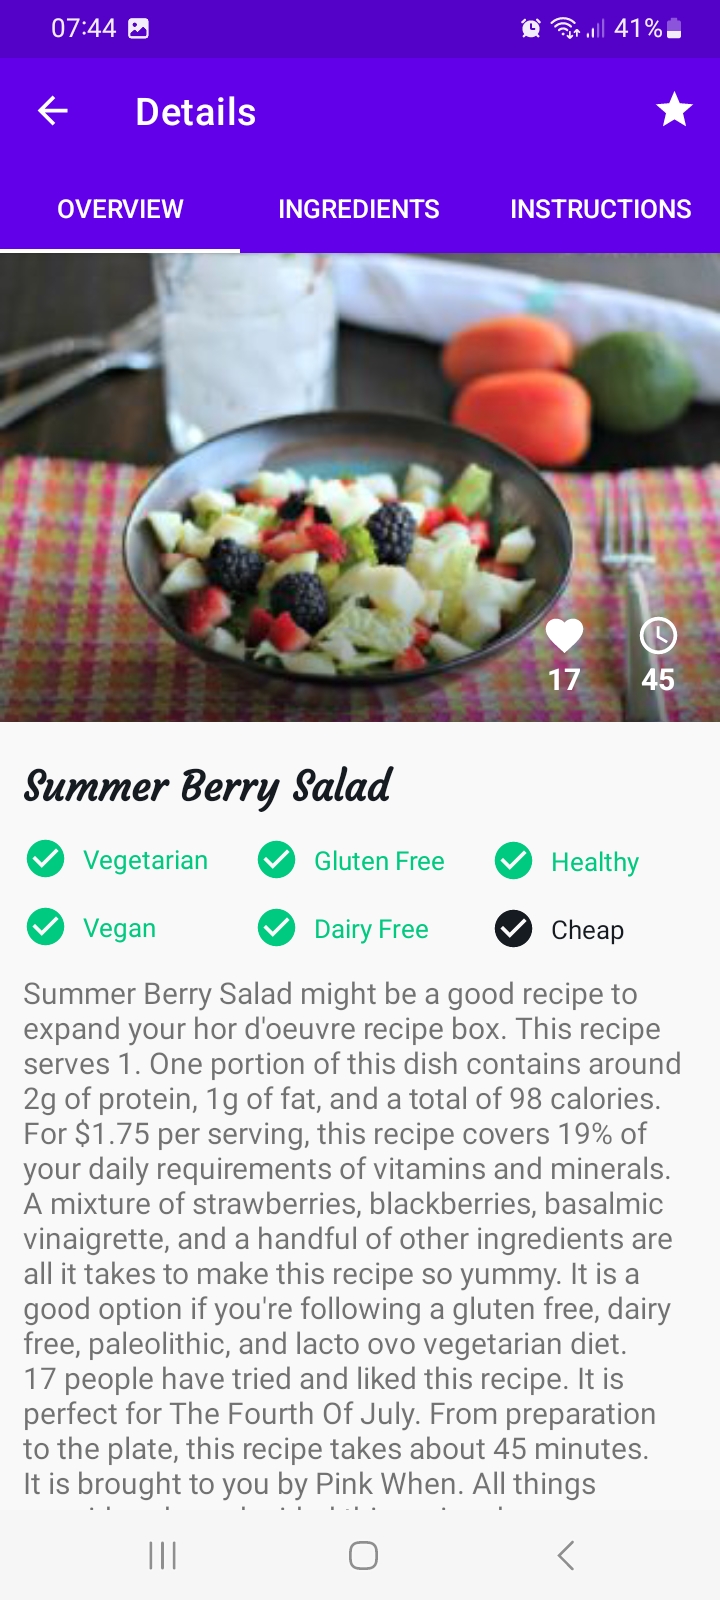 07:44 41%
Details
OVERVIEW INGREDIENTS INSTRUCTIONS
17 45
Summer Berry Salad
Vegetarian Gluten Free Healthy
Vegan Dairy Free Cheap
Summer Berry Salad might be a good recipe to
expand your hor d'oeuvre recipe box. This recipe
serves 1. One portion of this dish contains around
2g of protein, 1g of fat, and a total of 98 calories.
For $1.75 per serving, this recipe covers 19% of
your daily requirements of vitamins and minerals.
A mixture of strawberries, blackberries, basalmic
vinaigrette, and a handful of other ingredients are
all it takes to make this recipe so yummy. It is a
good option if you're following a gluten free, dairy
free, paleolithic, and lacto ovo vegetarian diet.
17 people have tried and liked this recipe. It is
perfect for The Fourth Of July. From preparation
to the plate, this recipe takes about 45 minutes.
It is brought to you by Pink When. All things